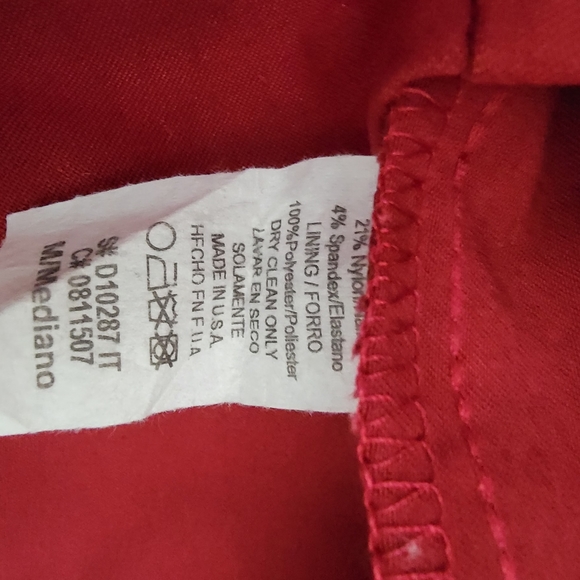 21% Nylon
4% Spandex/Elastano
LINING / FORRO
100%Polyester/Poliester
DRY CLEAN ONLY
LAVAR EN SECO
SOLAMENTE
MADE IN U.S.A
HECHO EN E.U.A
S# D10287 IT
C# 0811507
M/Mediano